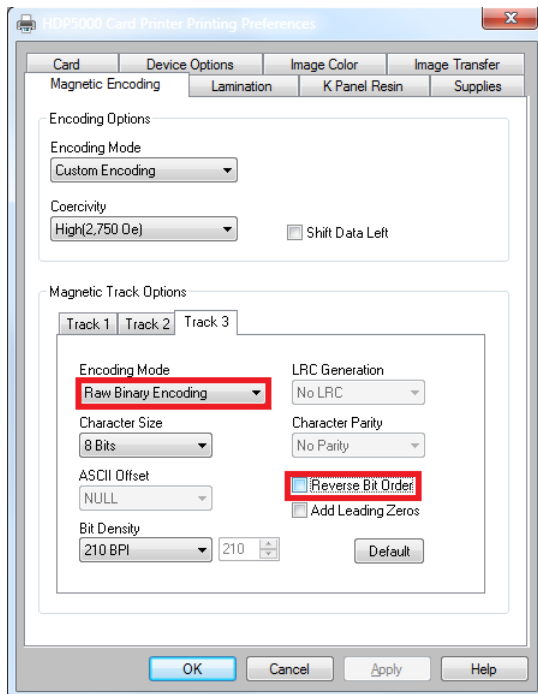 HDP5000 Card Printer Printing Preferences
x
Card Device Options Image Color Image Transfer
Magnetic Encoding Lamination K Panel Resin Supplies
Encoding Options
Encoding Mode
Custom Encoding
Coercivity
High(2,750 Oe)
Shift Data Left
Magnetic Track Options
Track 1 Track 2 Track 3
Encoding Mode LRC Generation
Raw Binary Encoding No LRC
Character Size Character Parity
8 Bits No Parity
ASCII Offset
NULL
Reverse Bit Order
Add Leading Zeros
Bit Density
210 BPI 210 Default
OK Cancel Apply Help